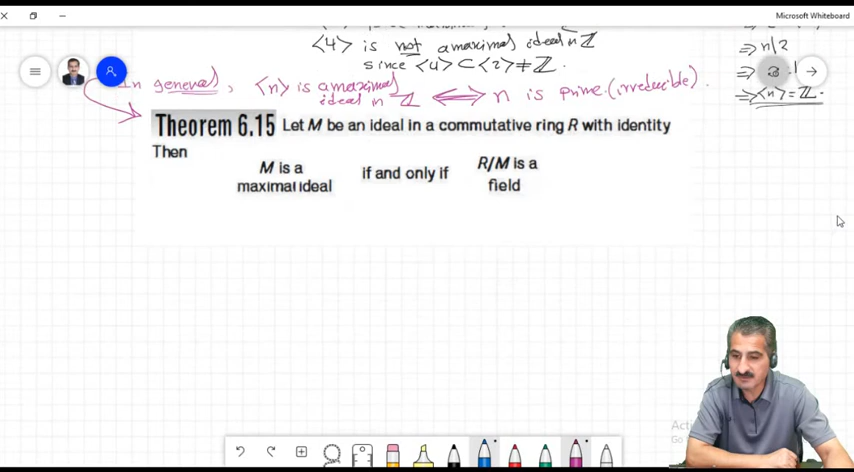 Microsoft Whiteboard
<4> is not a maximal ideal in ℤ
since <4> ⊂ <2> ≠ ℤ.
⇒ n/2
⇒ <n> = ℤ.
In general, <n> is a maximal
ideal in ℤ ⟺ n is prime (irreducible).
Theorem 6.15 Let M be an ideal in a commutative ring R with identity
Then
M is a if and only if R/M is a
maximal ideal field